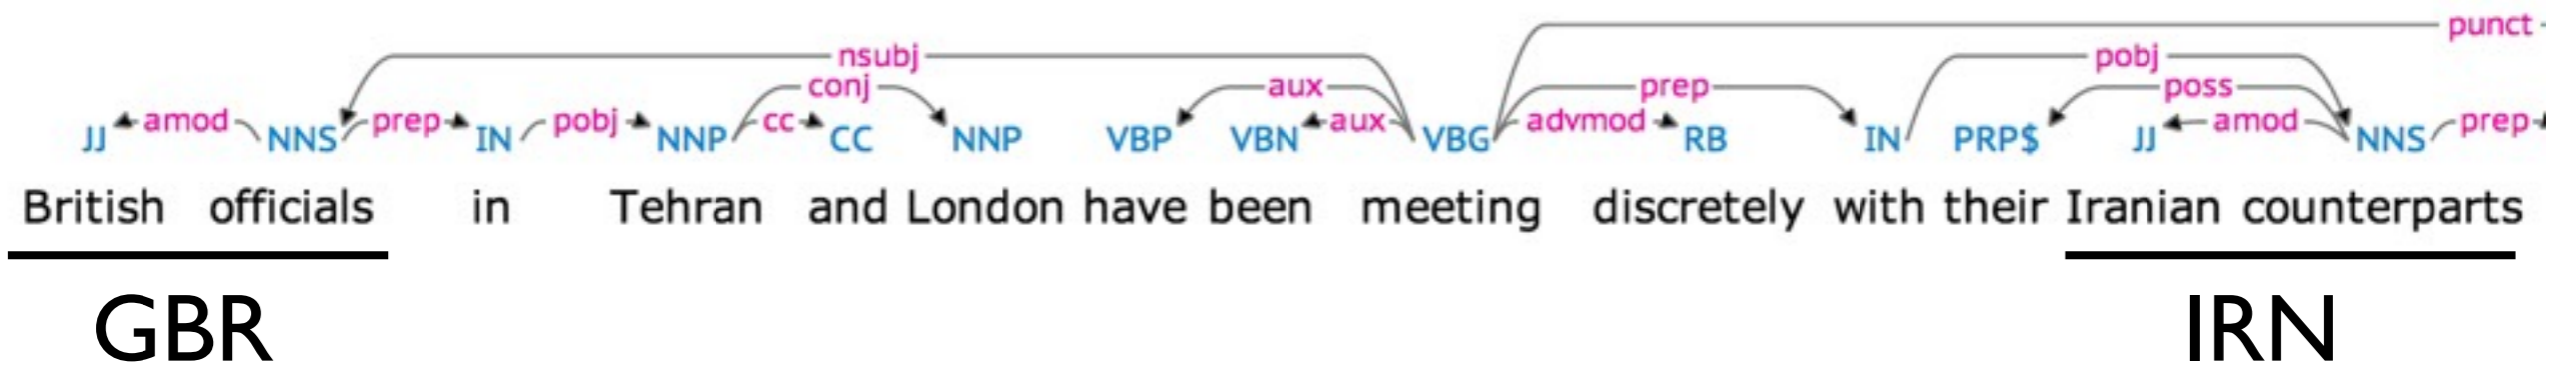 punct
nsubj pobj
conj aux prep poss
JJ amod NNS prep IN pobj NNP cc CC NNP VBP VBN aux VBG advmod RB IN PRP$ JJ amod NNS prep
British officials in Tehran and London have been meeting discretely with their Iranian counterparts
GBR IRN